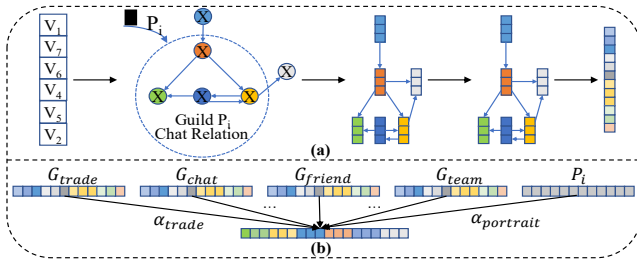 V1
V7
V6
V4
V5
V2
Pi
X
X
X
X
X
X
Guild Pi
Chat Relation
(a)
Gtrade Gchat Gfriend Gteam Pi
... ...
αtrade αportrait
(b)